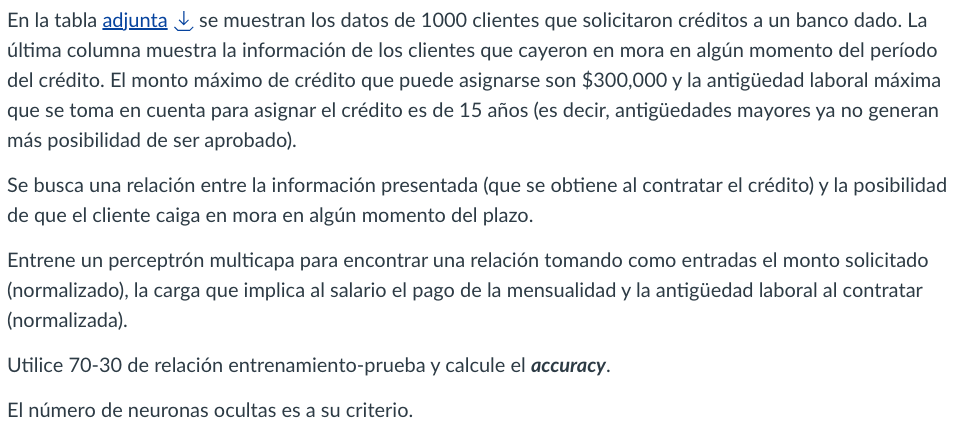 En la tabla adjunta se muestran los datos de 1000 clientes que solicitaron créditos a un banco dado. La
última columna muestra la información de los clientes que cayeron en mora en algún momento del período
del crédito. El monto máximo de crédito que puede asignarse son $300,000 y la antigüedad laboral máxima
que se toma en cuenta para asignar el crédito es de 15 años (es decir, antigüedades mayores ya no generan
más posibilidad de ser aprobado).
Se busca una relación entre la información presentada (que se obtiene al contratar el crédito) y la posibilidad
de que el cliente caiga en mora en algún momento del plazo.
Entrene un perceptrón multicapa para encontrar una relación tomando como entradas el monto solicitado
(normalizado), la carga que implica al salario el pago de la mensualidad y la antigüedad laboral al contratar
(normalizada).
Utilice 70-30 de relación entrenamiento-prueba y calcule el accuracy.
El número de neuronas ocultas es a su criterio.